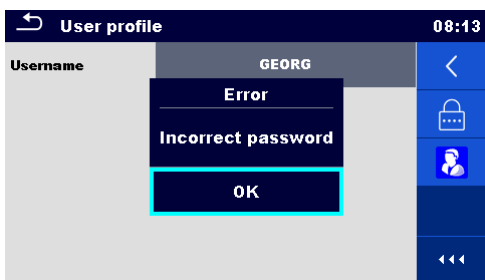 User profile
08:13
Username
GEORG
Error
Incorrect password
OK